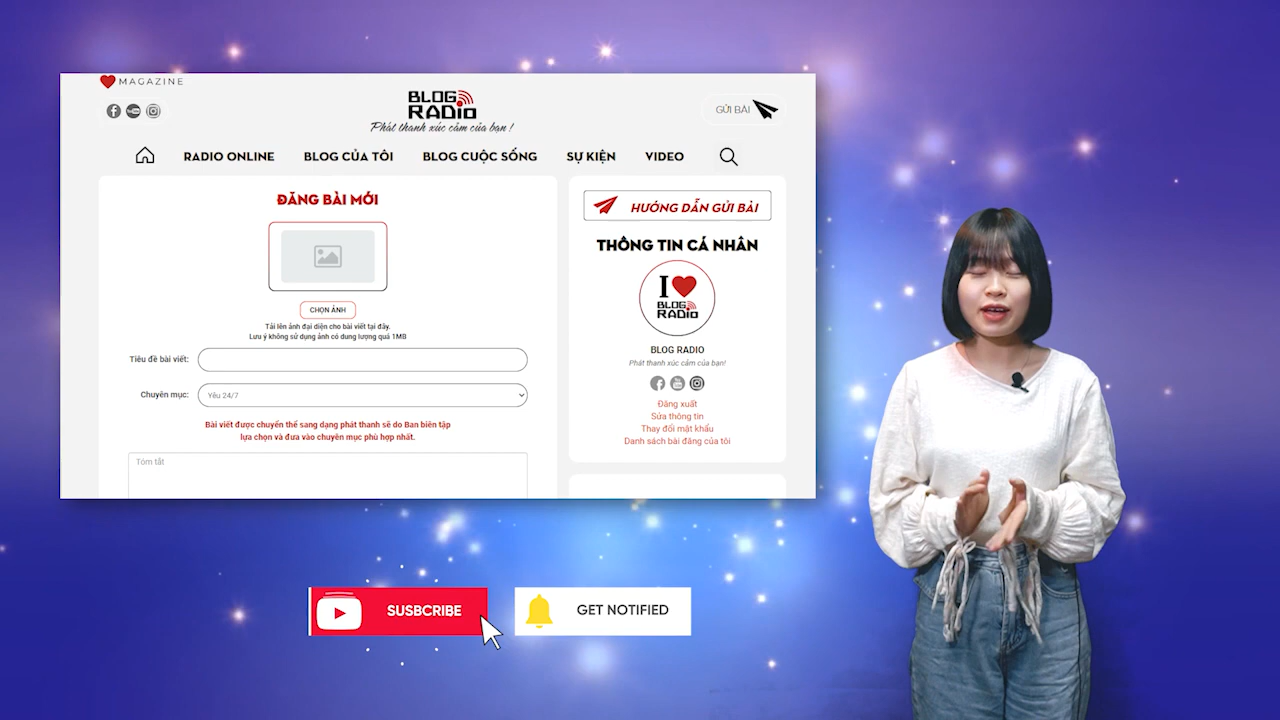 MAGAZINE
BLOG
RADIO
Phát thanh xúc cảm của bạn !
GỬI BÀI
RADIO ONLINE
BLOG CỦA TÔI
BLOG CUỘC SỐNG
SỰ KIỆN
VIDEO
ĐĂNG BÀI MỚI
CHỌN ẢNH
Tải lên ảnh đại diện cho bài viết tại đây.
Lưu ý không sử dụng ảnh có dung lượng quá 1MB
Tiêu đề bài viết:
Chuyên mục:
Yêu 24/7
Bài viết được chuyển thể sang dạng phát thanh sẽ do Ban biên tập
lựa chọn và đưa vào chuyên mục phù hợp nhất.
Tóm tắt
HƯỚNG DẪN GỬI BÀI
THÔNG TIN CÁ NHÂN
I
BLOG
RADIO
BLOG RADIO
Phát thanh xúc cảm của bạn!
Đăng xuất
Sửa thông tin
Thay đổi mật khẩu
Danh sách bài đăng của tôi
SUSBCRIBE
GET NOTIFIED